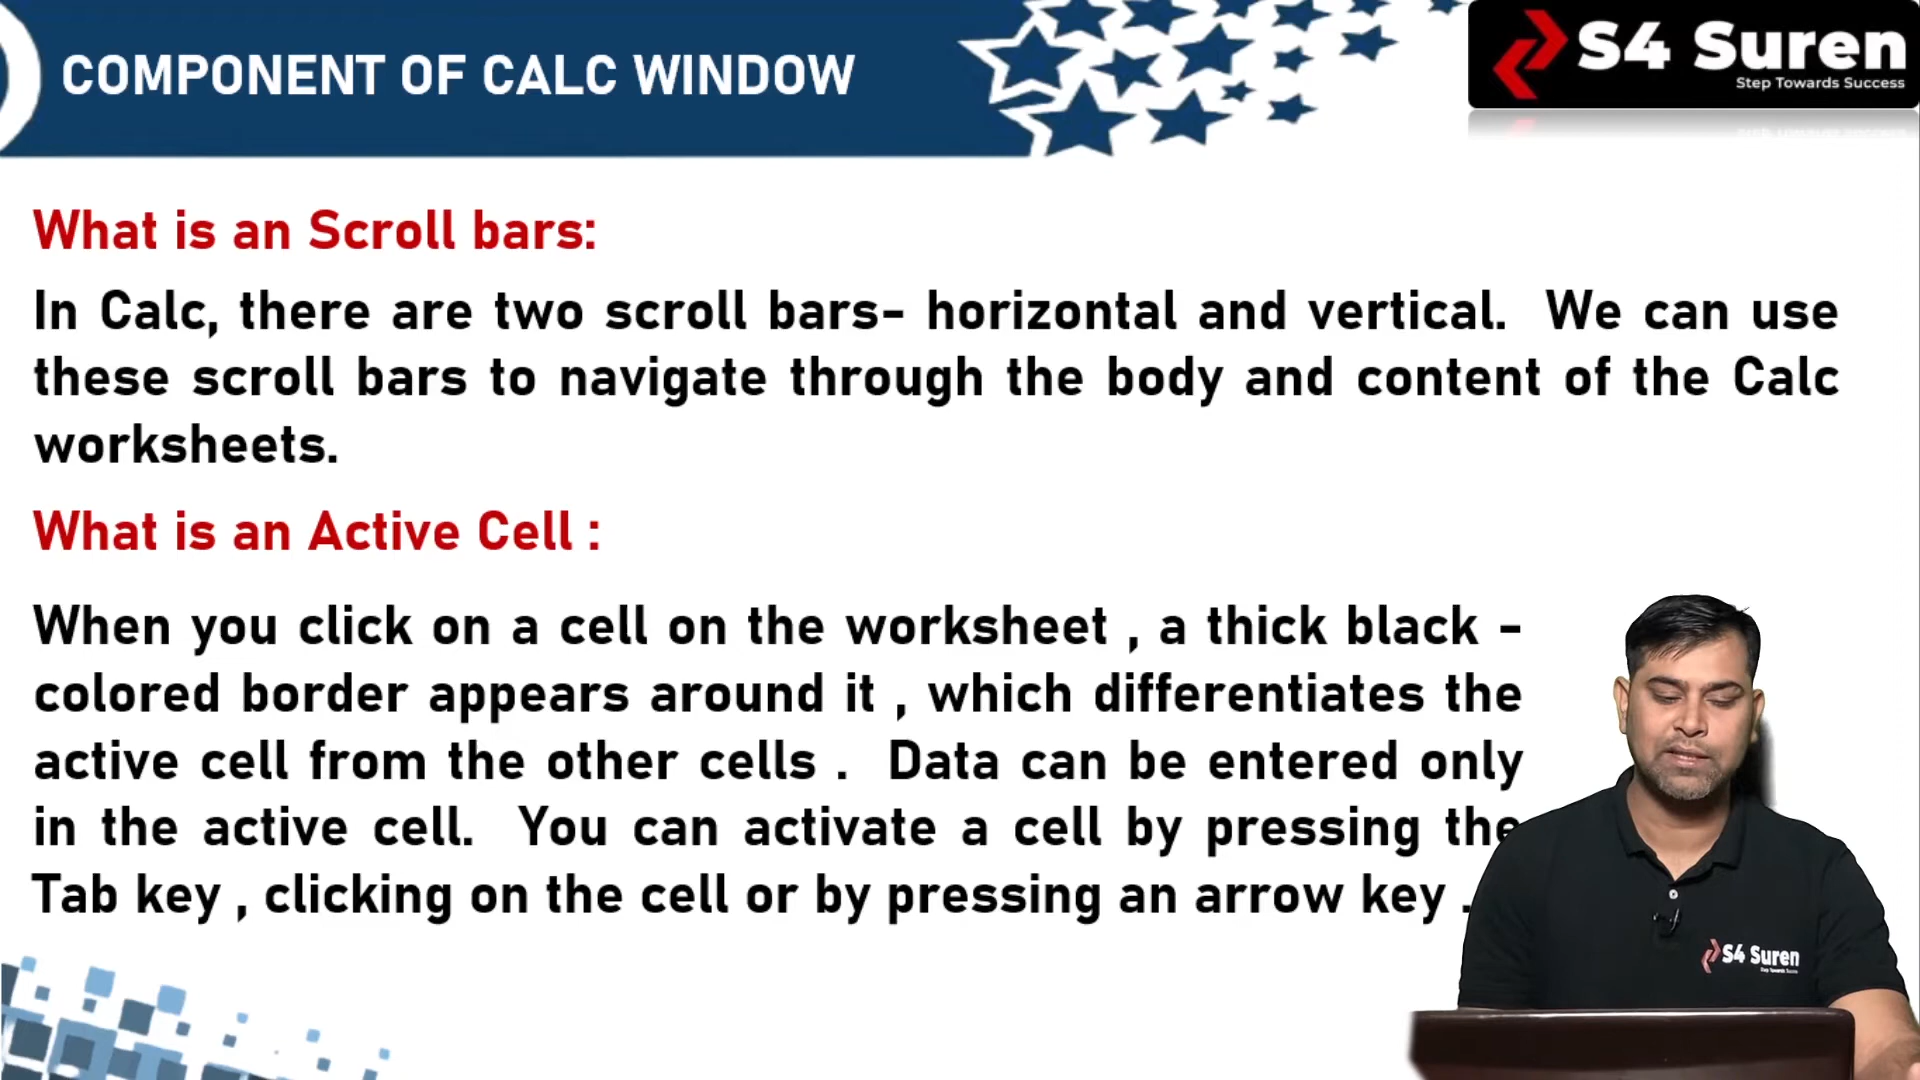 COMPONENT OF CALC WINDOW
S4 Suren
Step Towards Success
What is an Scroll bars:
In Calc, there are two scroll bars- horizontal and vertical. We can use
these scroll bars to navigate through the body and content of the Calc
worksheets.
What is an Active Cell :
When you click on a cell on the worksheet , a thick black -
colored border appears around it , which differentiates the
active cell from the other cells . Data can be entered only
in the active cell. You can activate a cell by pressing the
Tab key , clicking on the cell or by pressing an arrow key .
S4 Suren
Step Towards Success